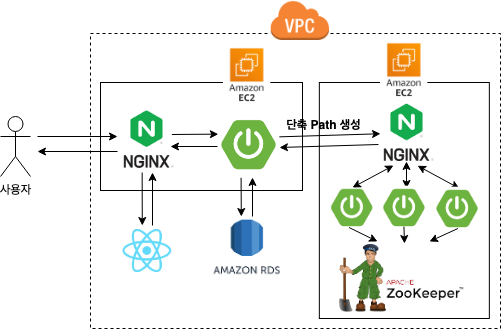 VPC
Amazon
EC2
Amazon
EC2
NGINX
단축 Path 생성
NGINX
사용자
AMAZON RDS
APACHE
ZooKeeper™